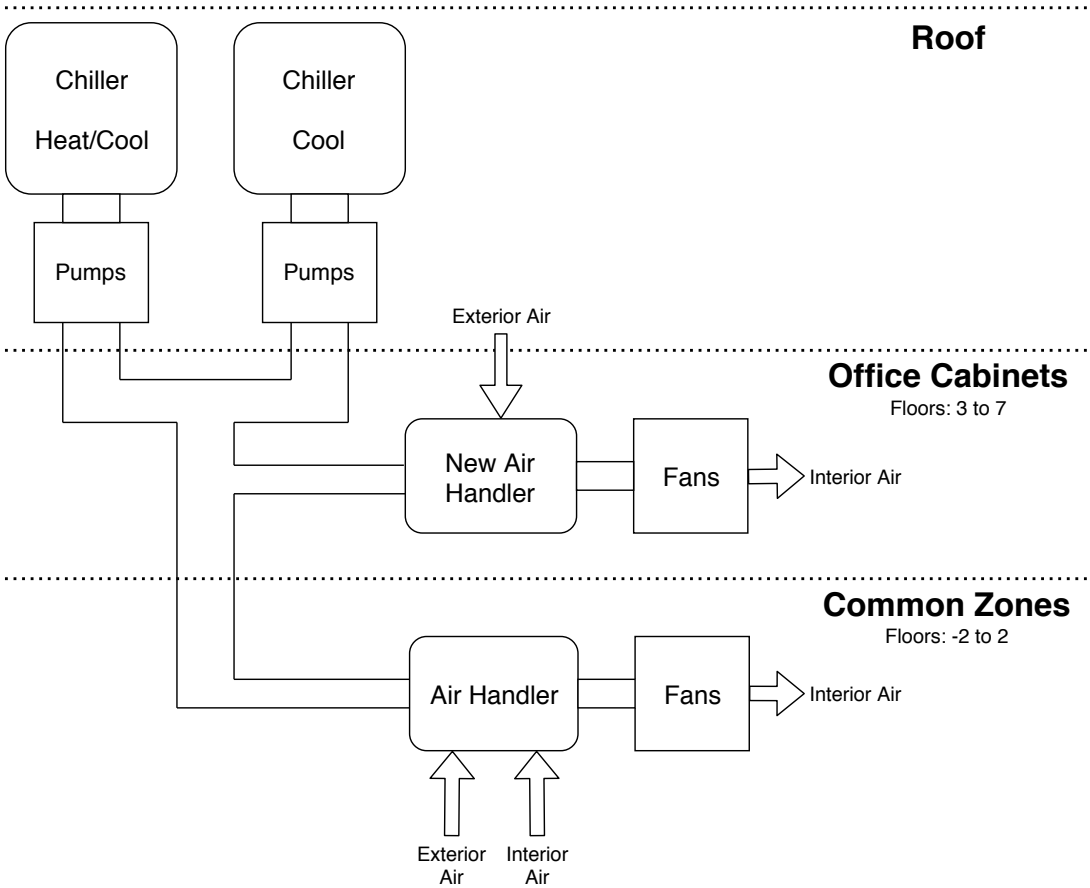 Roof
Chiller
Heat/Cool
Chiller
Cool
Pumps
Pumps
Exterior Air
Office Cabinets
Floors: 3 to 7
New Air
Handler
Fans
Interior Air
Common Zones
Floors: -2 to 2
Air Handler
Fans
Interior Air
Exterior
Air
Interior
Air